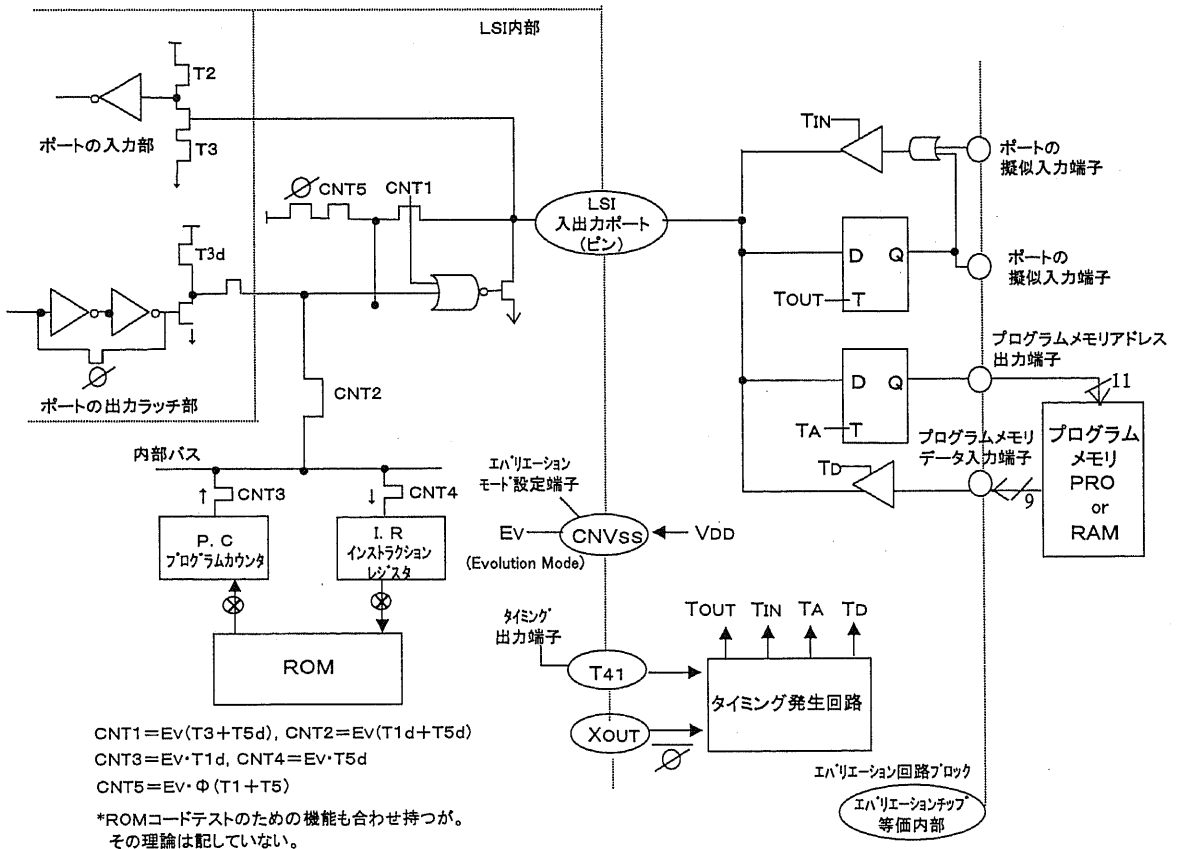 LSI内部
T2
ポートの入力部
T3
∅
CNT5
CNT1
LSI
入出力ポート
(ピン)
TIN
ポートの
擬似入力端子
D
Q
TOUT
T
ポートの
擬似入力端子
T3d
∅
ポートの出力ラッチ部
CNT2
D
Q
TA
T
プログラムメモリアドレス
出力端子
11
プログラム
メモリ
PRO
or
RAM
プログラムメモリ
データ入力端子
TD
9
内部バス
↑
CNT3
↓
CNT4
P. C
プログラムカウンタ
I. R
インストラクション
レジスタ
ROM
エバリエーション
モード設定端子
EV
CNVSS
VDD
(Evolution Mode)
タイミング
出力端子
T41
XOUT
∅
TOUT
TIN
TA
TD
タイミング発生回路
CNT1=EV(T3+T5d), CNT2=EV(T1d+T5d)
CNT3=EV・T1d, CNT4=EV・T5d
CNT5=EV・Φ(T1+T5)
*ROMコードテストのための機能も合わせ持つが。
その理論は記していない。
エバリエーション回路ブロック
エバリエーションチップ
等価内部